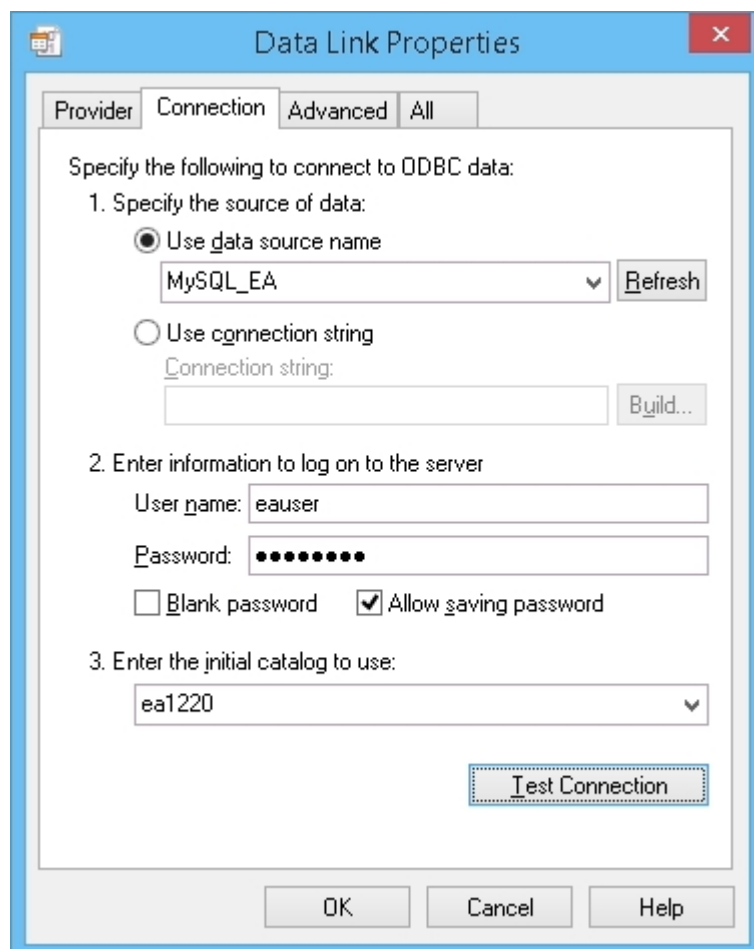 Data Link Properties
Provider Connection Advanced All
Specify the following to connect to ODBC data:
1. Specify the source of data:
Use data source name
MySQL_EA Refresh
Use connection string
Connection string:
Build...
2. Enter information to log on to the server
User name: eauser
Password: ●●●●●●●●
Blank password Allow saving password
3. Enter the initial catalog to use:
ea1220
Test Connection
OK Cancel Help